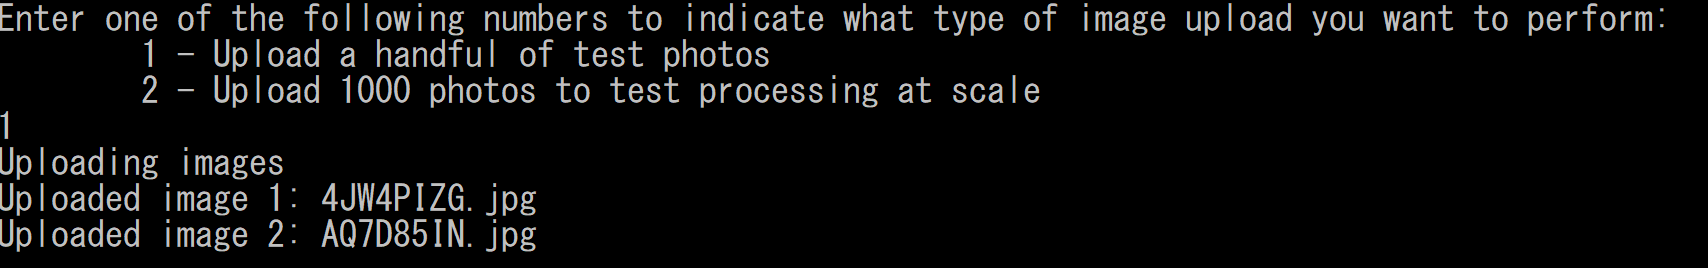 Enter one of the following numbers to indicate what type of image upload you want to perform:
1 - Upload a handful of test photos
2 - Upload 1000 photos to test processing at scale
1
Uploading images
Uploaded image 1: 4JW4PIZG.jpg
Uploaded image 2: AQ7D85IN.jpg